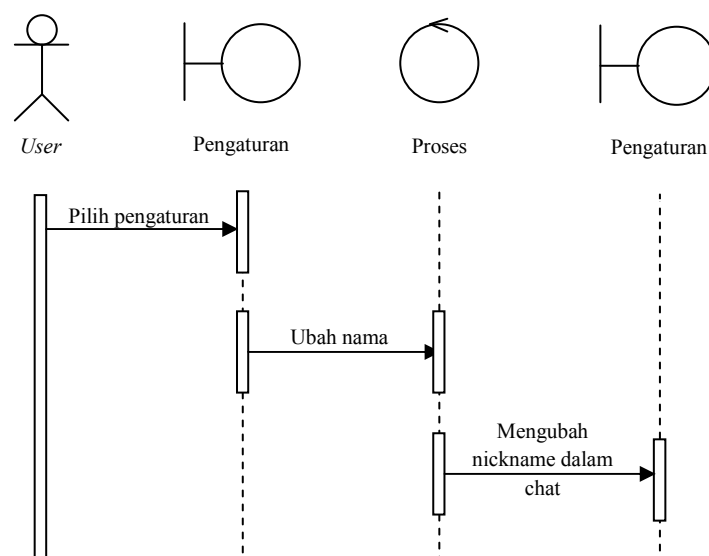 User
Pengaturan
Proses
Pengaturan
Pilih pengaturan
Ubah nama
Mengubah
nickname dalam
chat